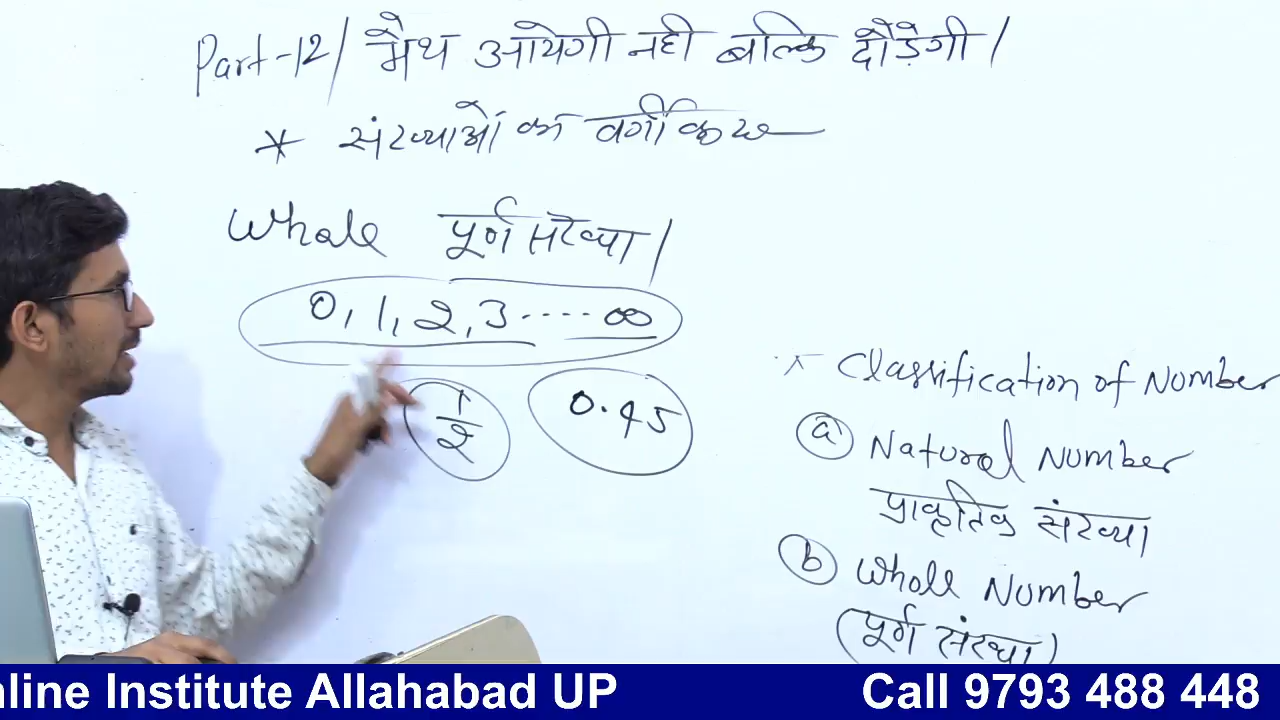 Part-12/ मैथ आयेगी नही बल्कि दौड़ेगी/
* संख्याओं का वर्गीकरण
Whole पूर्ण संख्या/
0, 1, 2, 3 ..... ∞
1/2 0.45
* Classification of Number
(a) Natural Number
प्राकृतिक संख्या
(b) Whole Number
(पूर्ण संख्या)
nline Institute Allahabad UP Call 9793 488 448